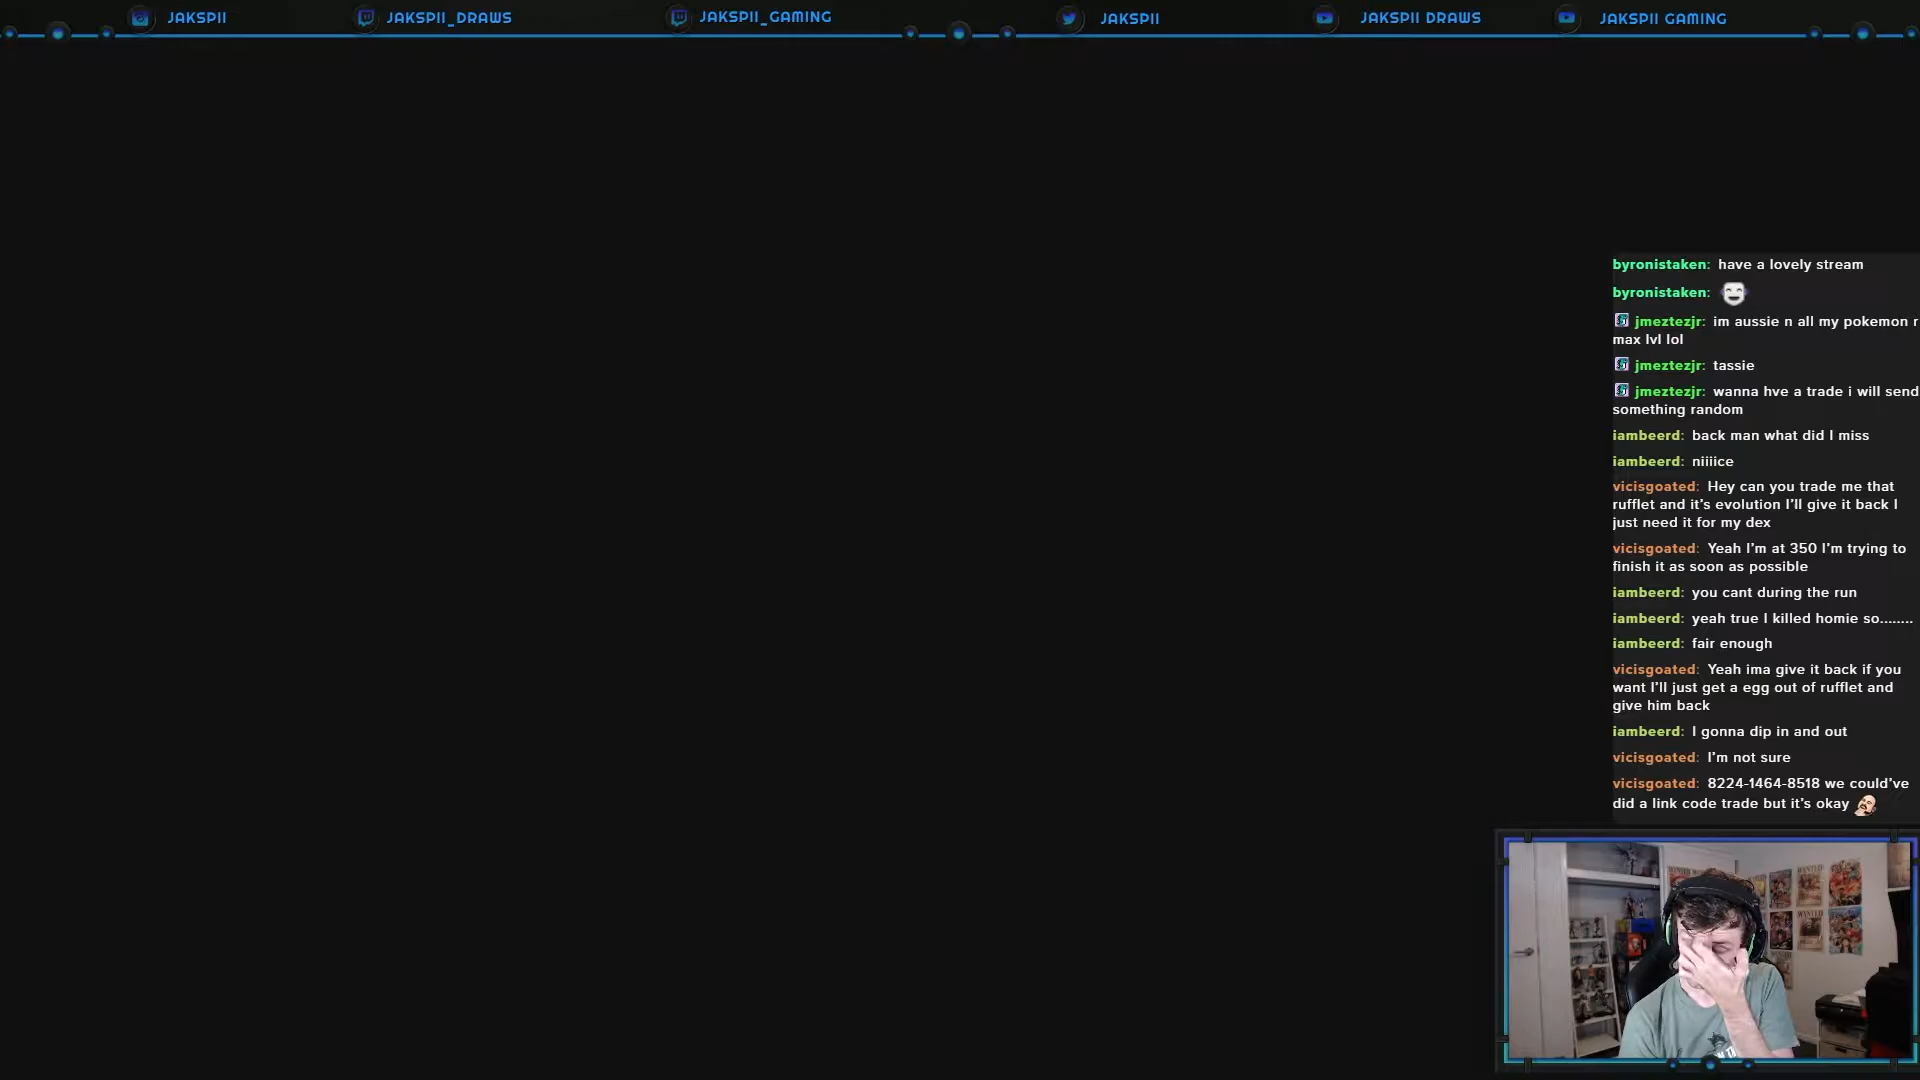 JAKSPII JAKSPII_DRAWS JAKSPII_GAMING JAKSPII JAKSPII DRAWS JAKSPII GAMING
byronistaken: have a lovely stream
byronistaken:
jmeztezjr: im aussie n all my pokemon r
max lvl lol
jmeztezjr: tassie
jmeztezjr: wanna hve a trade i will send
something random
iambeerd: back man what did I miss
iambeerd: niiiice
vicisgoated: Hey can you trade me that
rufflet and it's evolution I'll give it back I
just need it for my dex
vicisgoated: Yeah I'm at 350 I'm trying to
finish it as soon as possible
iambeerd: you cant during the run
iambeerd: yeah true I killed homie so........
iambeerd: fair enough
vicisgoated: Yeah ima give it back if you
want I'll just get a egg out of rufflet and
give him back
iambeerd: I gonna dip in and out
vicisgoated: I'm not sure
vicisgoated: 8224-1464-8518 we could've
did a link code trade but it's okay
WANTED
WANTED